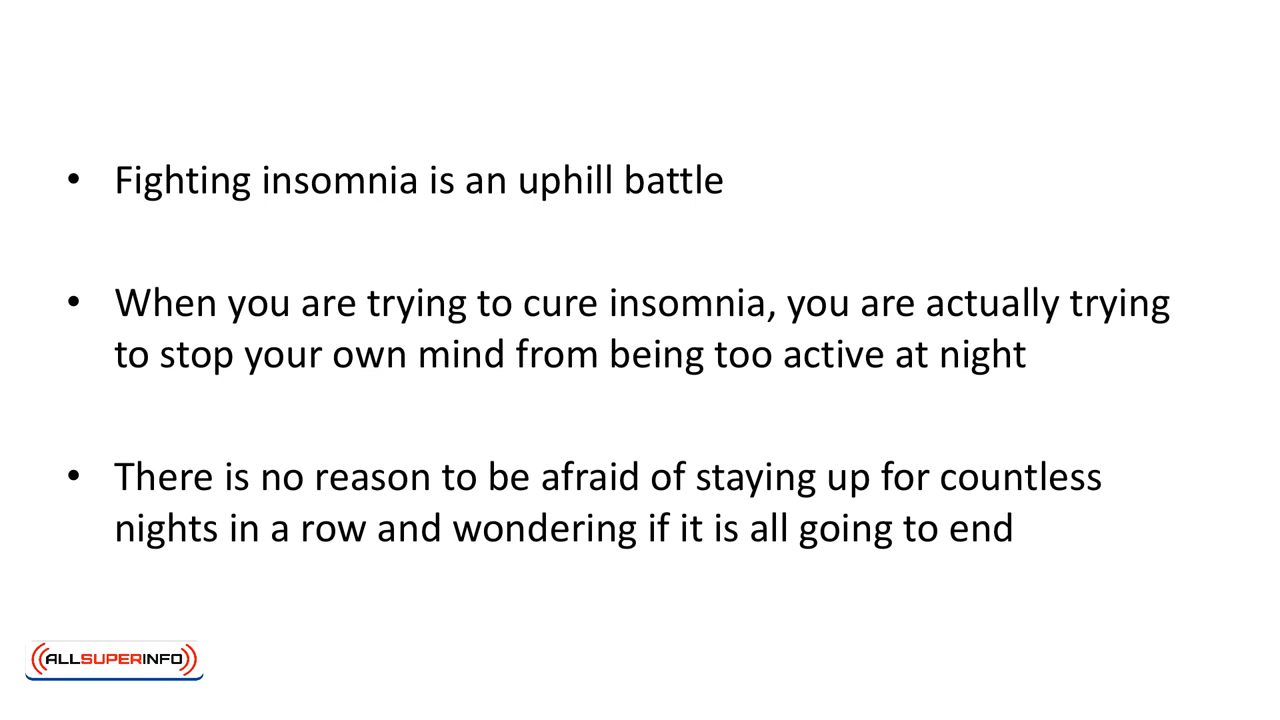 • Fighting insomnia is an uphill battle
• When you are trying to cure insomnia, you are actually trying
to stop your own mind from being too active at night
• There is no reason to be afraid of staying up for countless
nights in a row and wondering if it is all going to end
ALLSUPERINFO